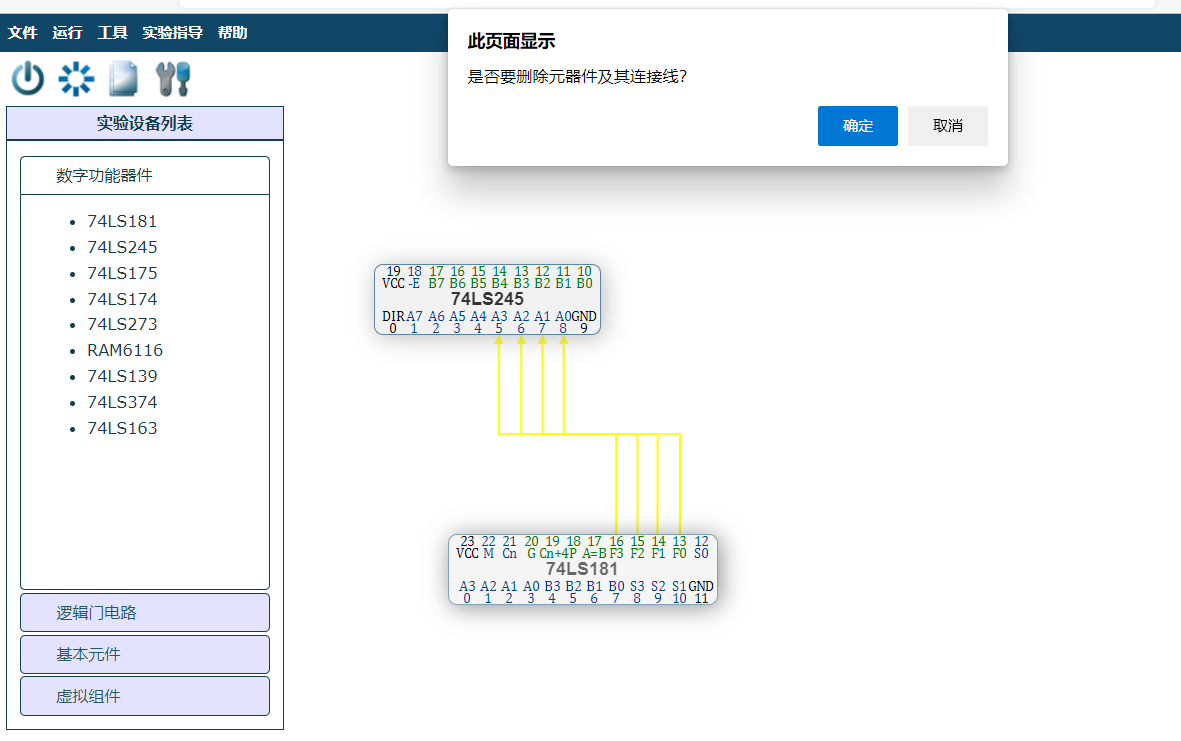 文件 运行 工具 实验指导 帮助
此页面显示
是否要删除元器件及其连接线?
确定 取消
实验设备列表
数字功能器件
74LS181
74LS245
74LS175
74LS174
74LS273
RAM6116
74LS139
74LS374
74LS163
逻辑门电路
基本元件
虚拟组件
19 18 17 16 15 14 13 12 11 10
VCC -E B7 B6 B5 B4 B3 B2 B1 B0
74LS245
DIR A7 A6 A5 A4 A3 A2 A1 A0 GND
0 1 2 3 4 5 6 7 8 9
23 22 21 20 19 18 17 16 15 14 13 12
VCC M Cn G Cn+4 P A=B F3 F2 F1 F0 S0
74LS181
A3 A2 A1 A0 B3 B2 B1 B0 S3 S2 S1 GND
0 1 2 3 4 5 6 7 8 9 10 11